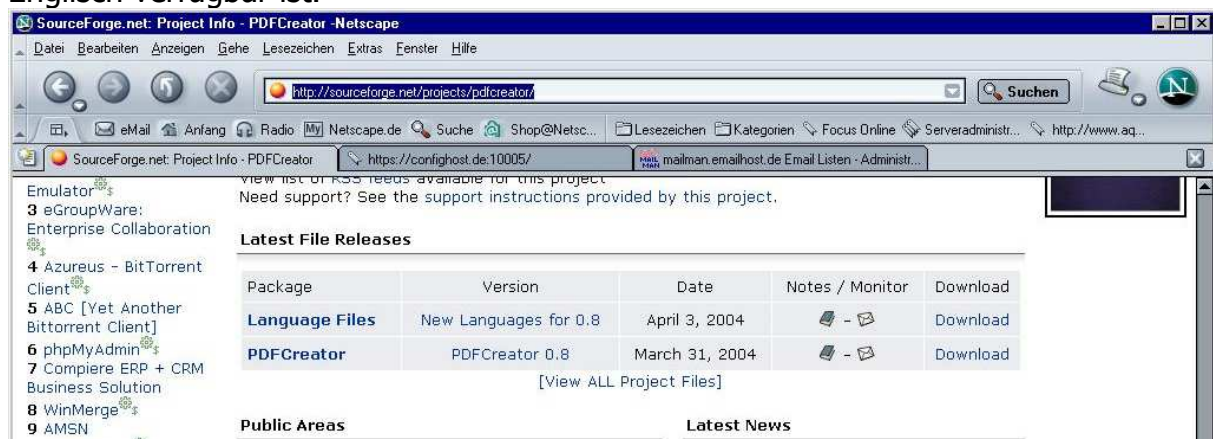 Englisch verfügbar ist.
SourceForge.net: Project Info - PDFCreator -Netscape
Datei Bearbeiten Anzeigen Gehe Lesezeichen Extras Fenster Hilfe
http://sourceforge.net/projects/pdfcreator/ Suchen
eMail Anfang Radio My Netscape.de Suche Shop@Netsc... Lesezeichen Kategorien Focus Online Serveradministr... http://www.aq...
SourceForge.net: Project Info - PDFCreator https://confighost.de:10005/ mailman.emailhost.de Email Listen - Administr...
Emulator
3 eGroupWare:
Enterprise Collaboration
4 Azureus - BitTorrent
Client
5 ABC [Yet Another
Bittorrent Client]
6 phpMyAdmin
7 Compiere ERP + CRM
Business Solution
8 WinMerge
9 AMSN
View list of RSS feeds available for this project
Need support? See the support instructions provided by this project.
Latest File Releases
Package Version Date Notes / Monitor Download
Language Files New Languages for 0.8 April 3, 2004 - Download
PDFCreator PDFCreator 0.8 March 31, 2004 - Download
[View ALL Project Files]
Public Areas Latest News